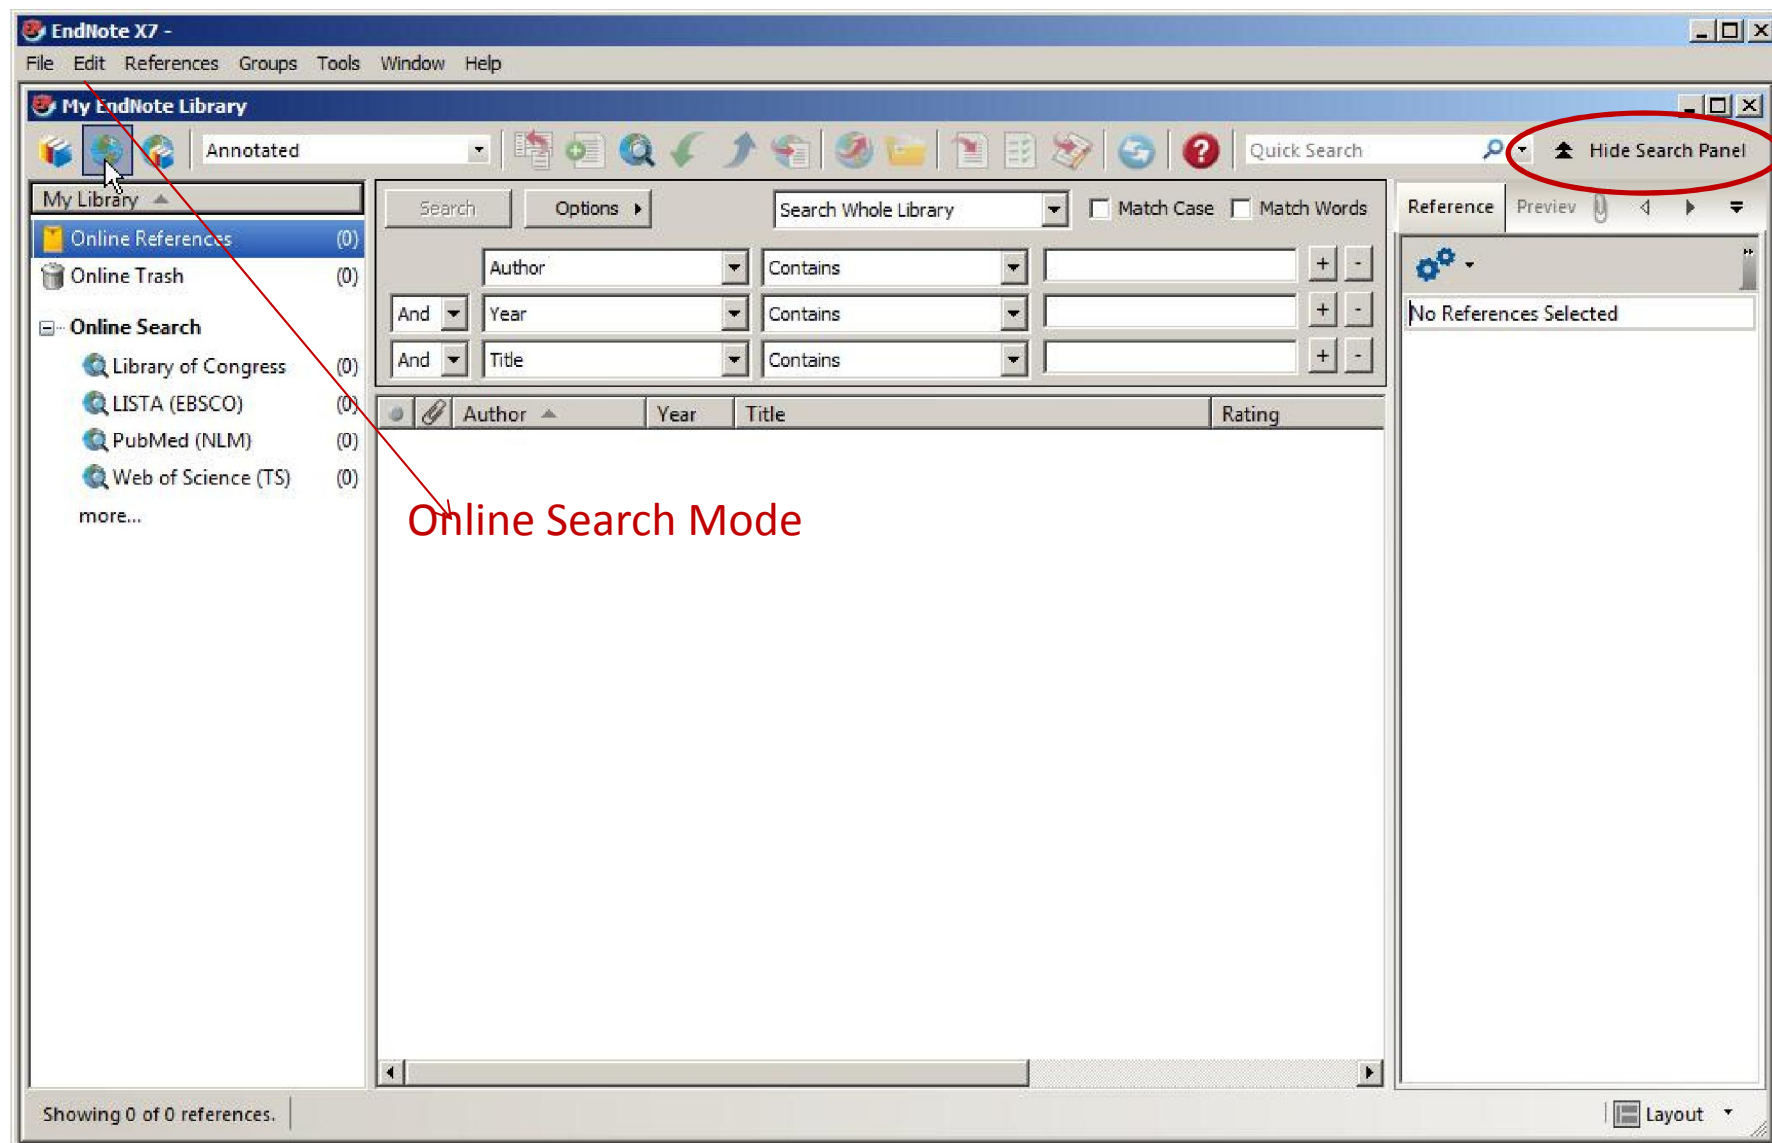 EndNote X7 -
File Edit References Groups Tools Window Help
My EndNote Library
Annotated
Quick Search
Hide Search Panel
My Library
Online References (0)
Online Trash (0)
Online Search
Library of Congress (0)
LISTA (EBSCO) (0)
PubMed (NLM) (0)
Web of Science (TS) (0)
more...
Search Options Search Whole Library Match Case Match Words
Author Contains + -
And Year Contains + -
And Title Contains + -
Author Year Title Rating
Online Search Mode
Reference Previev
No References Selected
Showing 0 of 0 references.
Layout